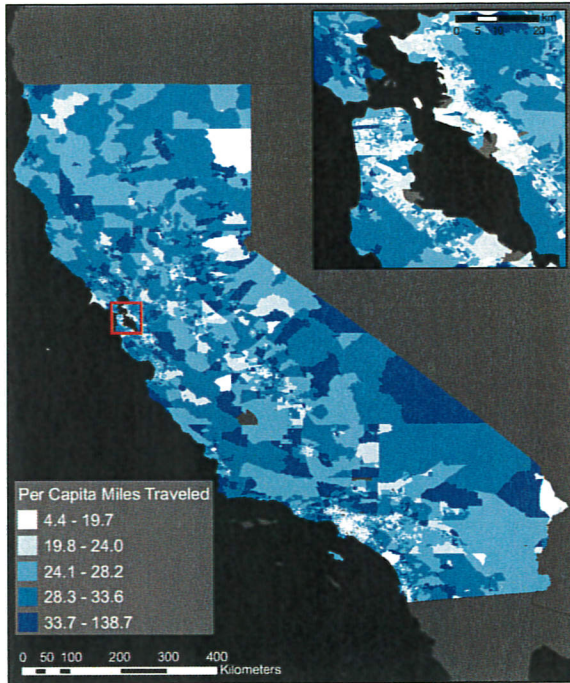 km
0 5 10 20
Per Capita Miles Traveled
4.4 - 19.7
19.8 - 24.0
24.1 - 28.2
28.3 - 33.6
33.7 - 138.7
0 50 100 200 300 400
Kilometers